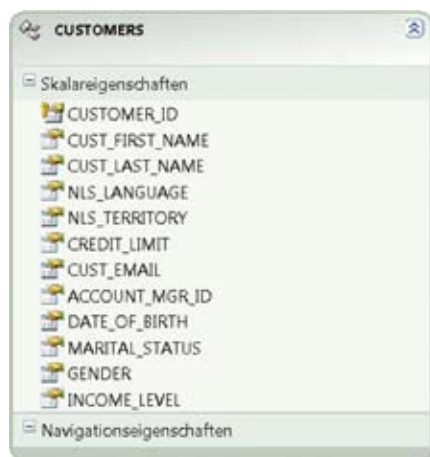 CUSTOMERS
Skalareigenschaften
CUSTOMER_ID
CUST_FIRST_NAME
CUST_LAST_NAME
NLS_LANGUAGE
NLS_TERRITORY
CREDIT_LIMIT
CUST_EMAIL
ACCOUNT_MGR_ID
DATE_OF_BIRTH
MARITAL_STATUS
GENDER
INCOME_LEVEL
Navigationseigenschaften